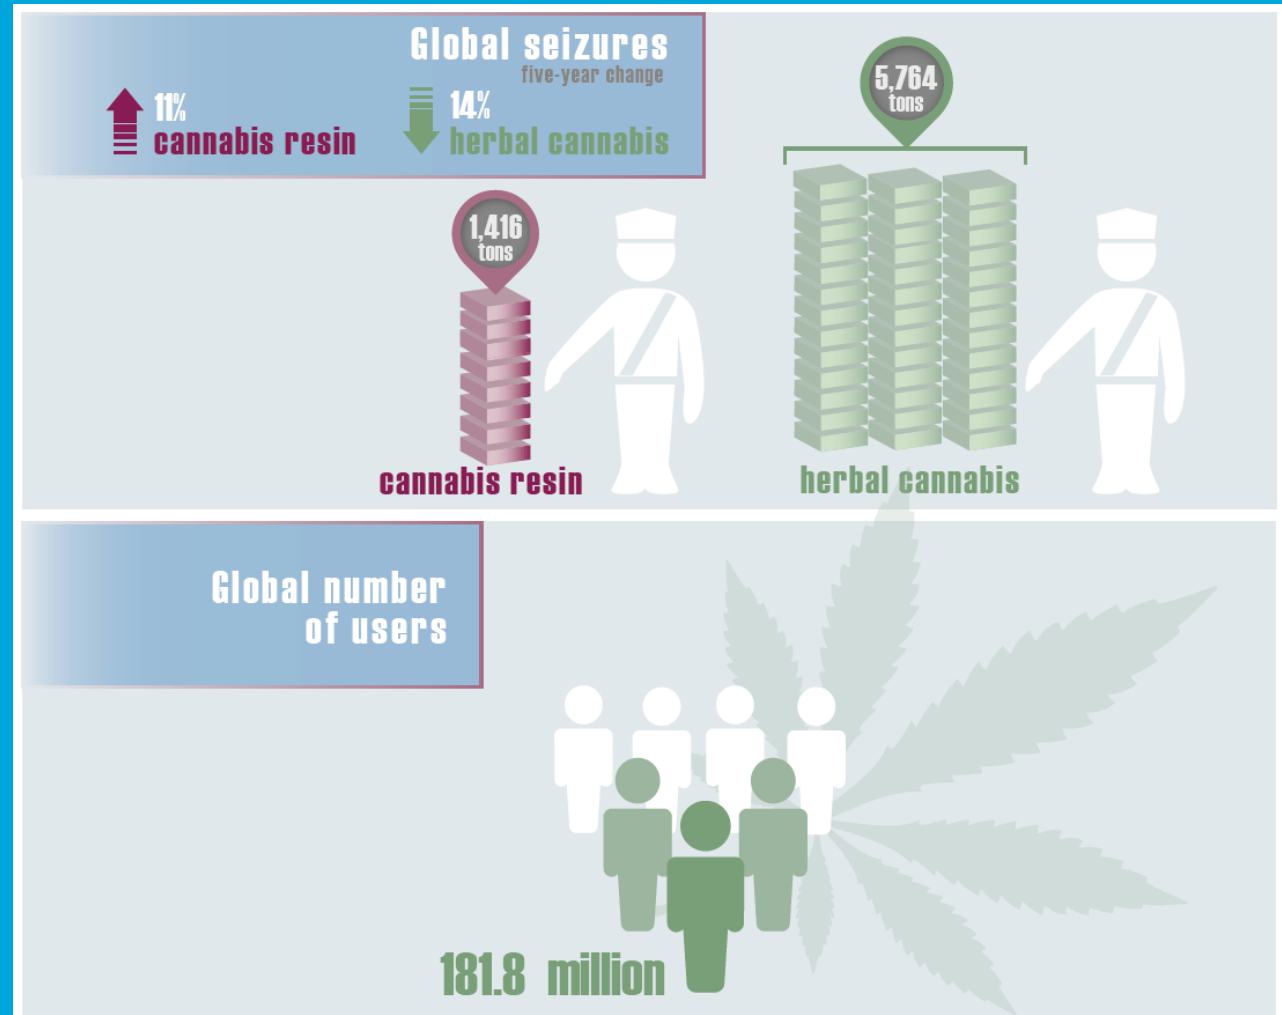 Global seizures
five-year change
11%
cannabis resin
14%
herbal cannabis
5,764
tons
1,416
tons
cannabis resin
herbal cannabis
Global number
of users
181.8 million